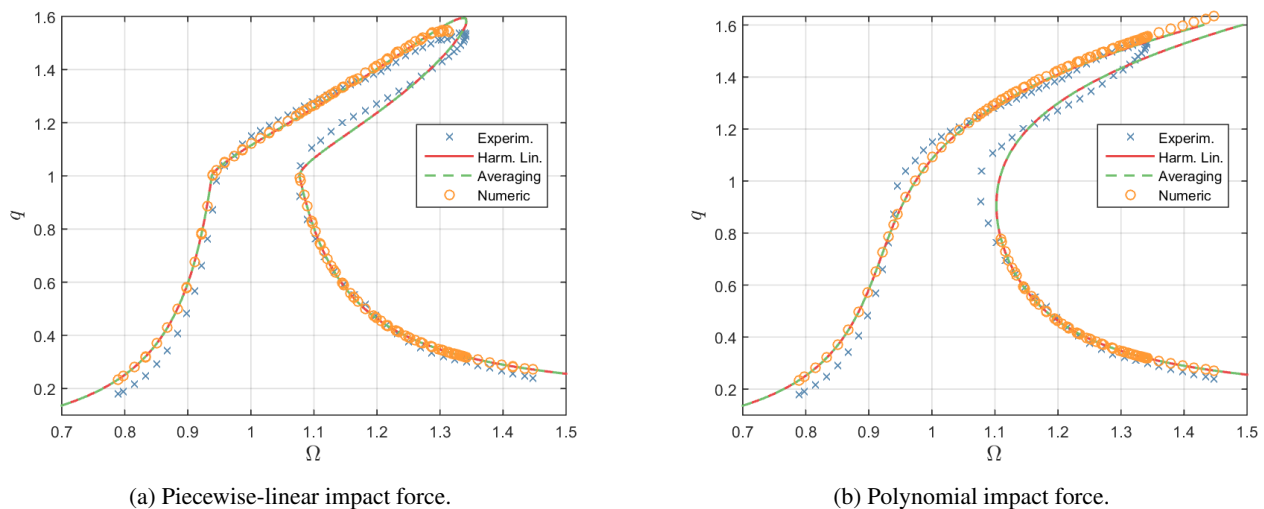 1.6
1.4
1.2
1
0.8
0.6
0.4
0.2
q
0.7 0.8 0.9 1 1.1 1.2 1.3 1.4 1.5
Ω
Experim.
Harm. Lin.
Averaging
Numeric
(a) Piecewise-linear impact force.
1.6
1.4
1.2
1
0.8
0.6
0.4
0.2
q
0.7 0.8 0.9 1 1.1 1.2 1.3 1.4 1.5
Ω
Experim.
Harm. Lin.
Averaging
Numeric
(b) Polynomial impact force.